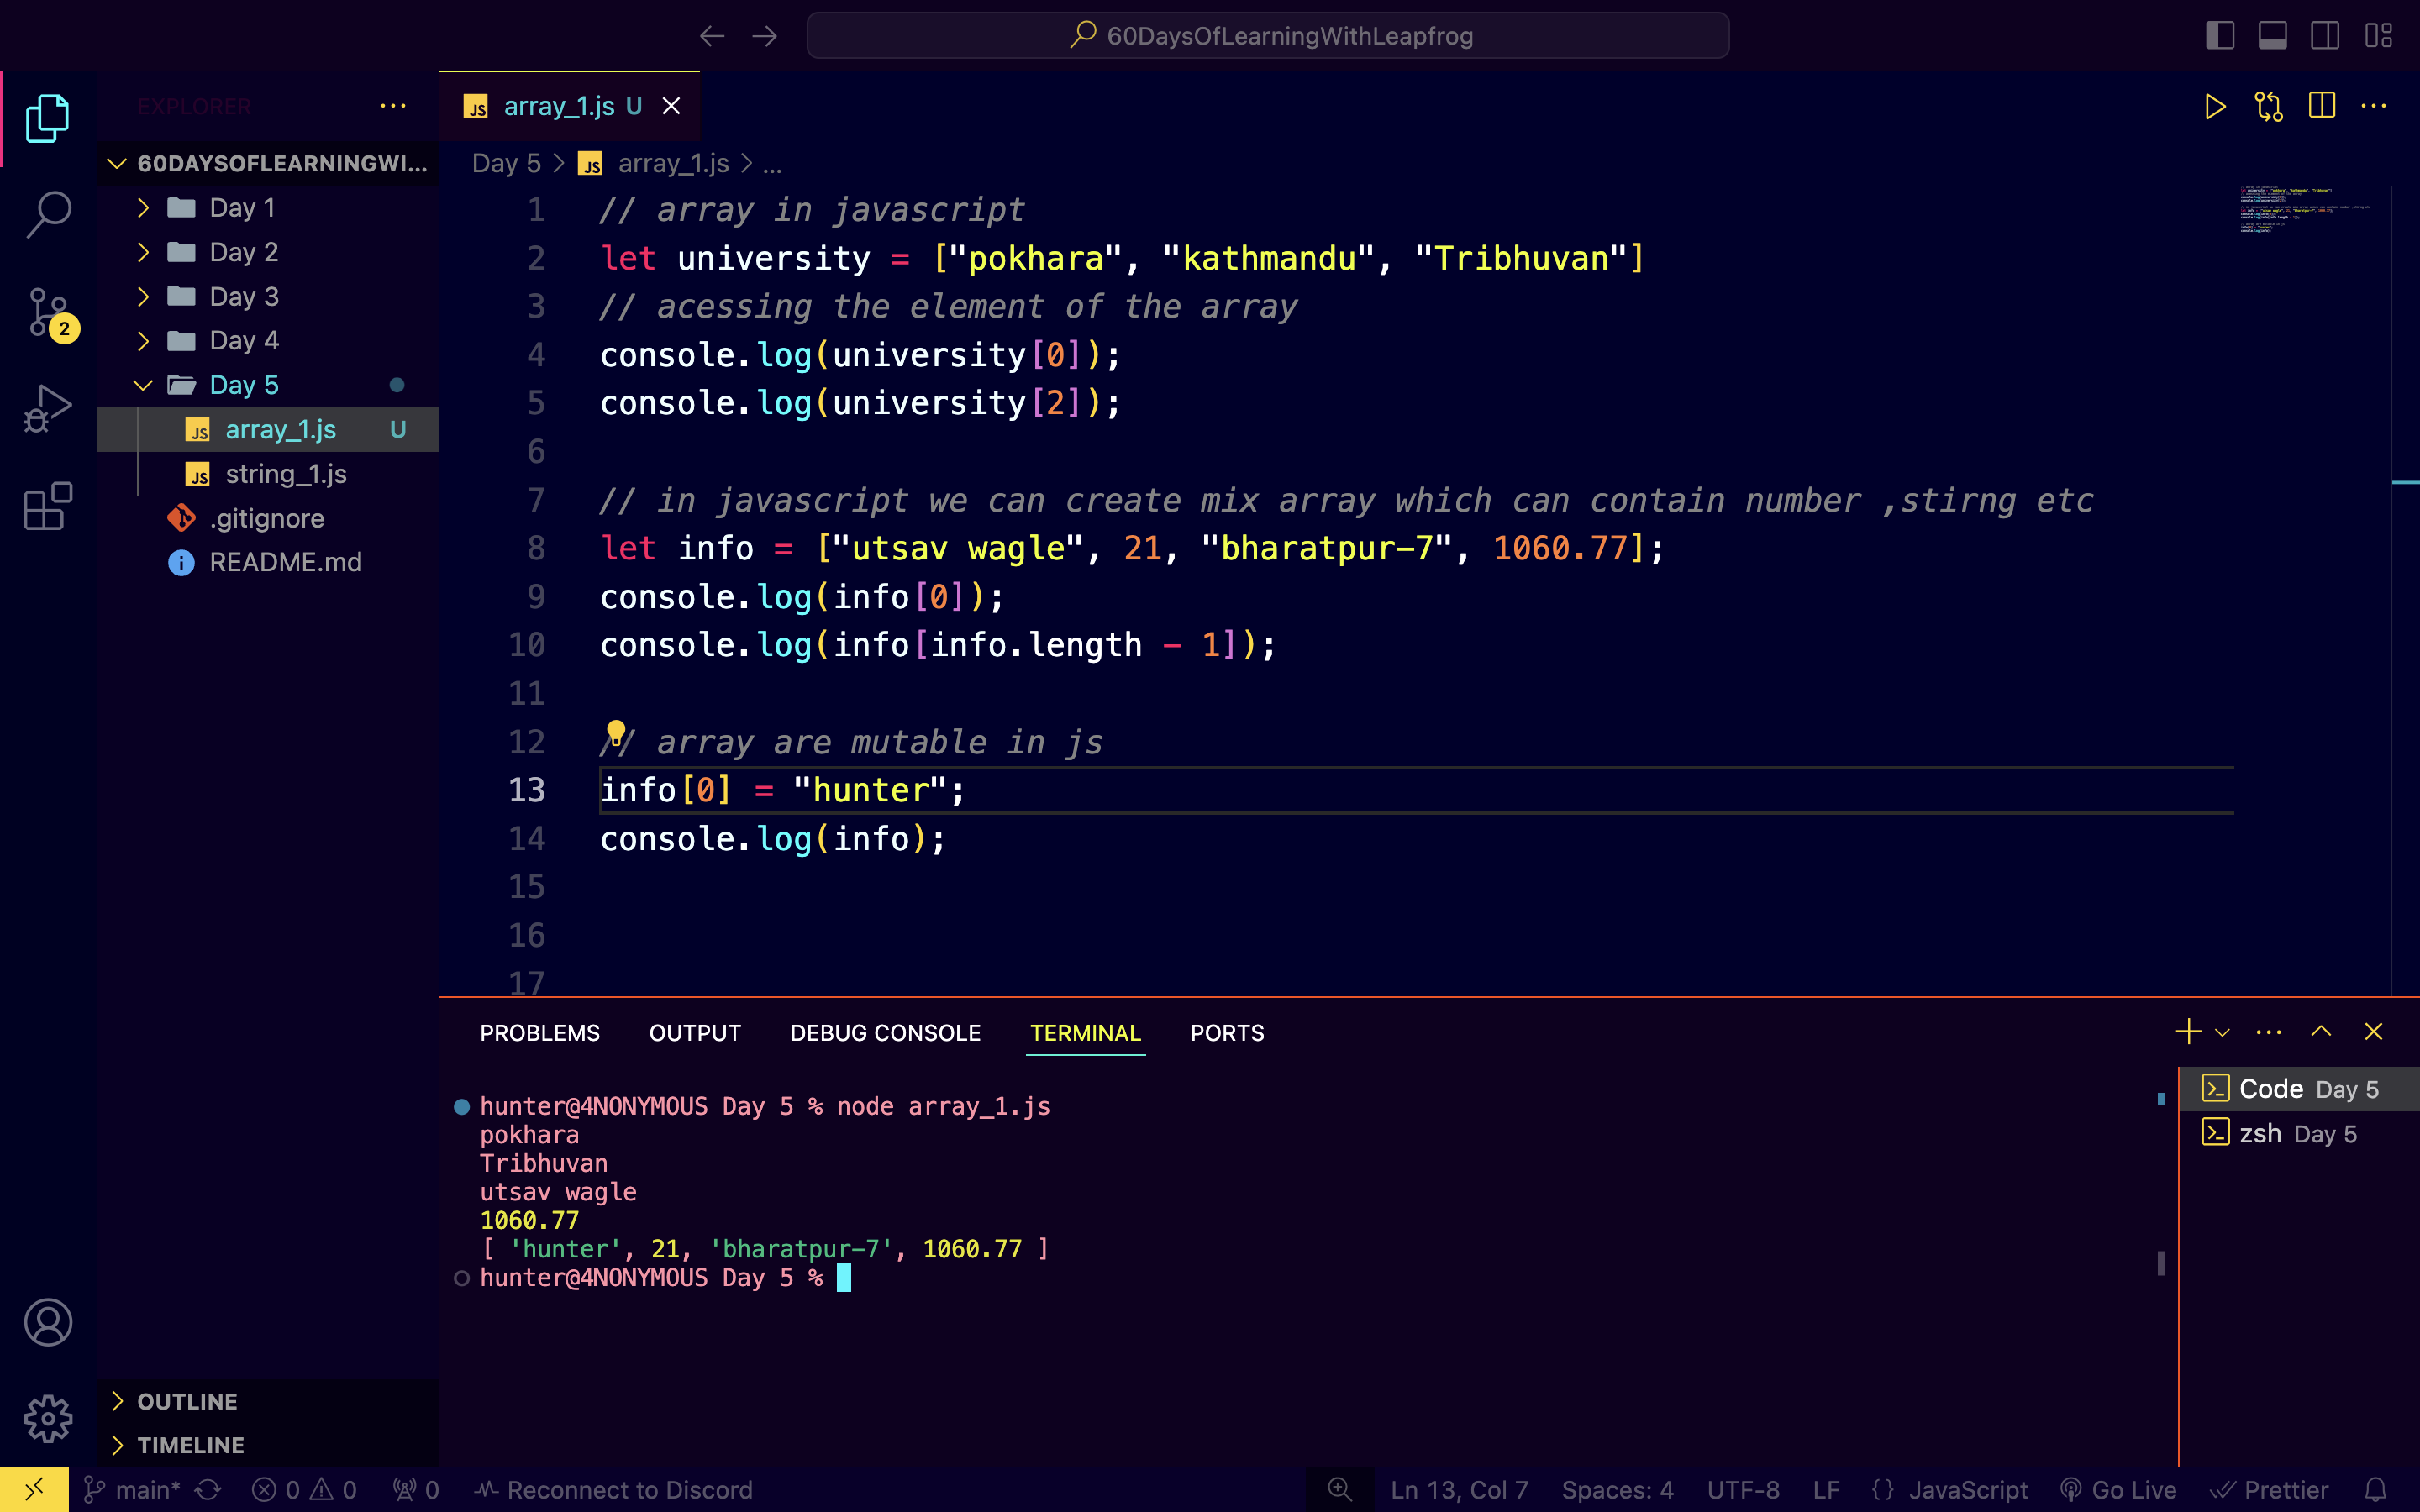 60DaysOfLearningWithLeapfrog
EXPLORER
60DAYSOFLEARNINGWI...
Day 1
Day 2
Day 3
Day 4
Day 5
array_1.js U
string_1.js
.gitignore
README.md
OUTLINE
TIMELINE
array_1.js U
Day 5 > JS array_1.js > ...
1 // array in javascript
2 let university = ["pokhara", "kathmandu", "Tribhuvan"]
3 // acessing the element of the array
4 console.log(university[0]);
5 console.log(university[2]);
6
7 // in javascript we can create mix array which can contain number ,stirng etc
8 let info = ["utsav wagle", 21, "bharatpur-7", 1060.77];
9 console.log(info[0]);
10 console.log(info[info.length - 1]);
11
12 // array are mutable in js
13 info[0] = "hunter";
14 console.log(info);
15
16
17
PROBLEMS OUTPUT DEBUG CONSOLE TERMINAL PORTS
hunter@4NONYMOUS Day 5 % node array_1.js
pokhara
Tribhuvan
utsav wagle
1060.77
[ 'hunter', 21, 'bharatpur-7', 1060.77 ]
hunter@4NONYMOUS Day 5 %
Code Day 5
zsh Day 5
2
main* 0 0 0 Reconnect to Discord Ln 13, Col 7 Spaces: 4 UTF-8 LF {} JavaScript Go Live Prettier